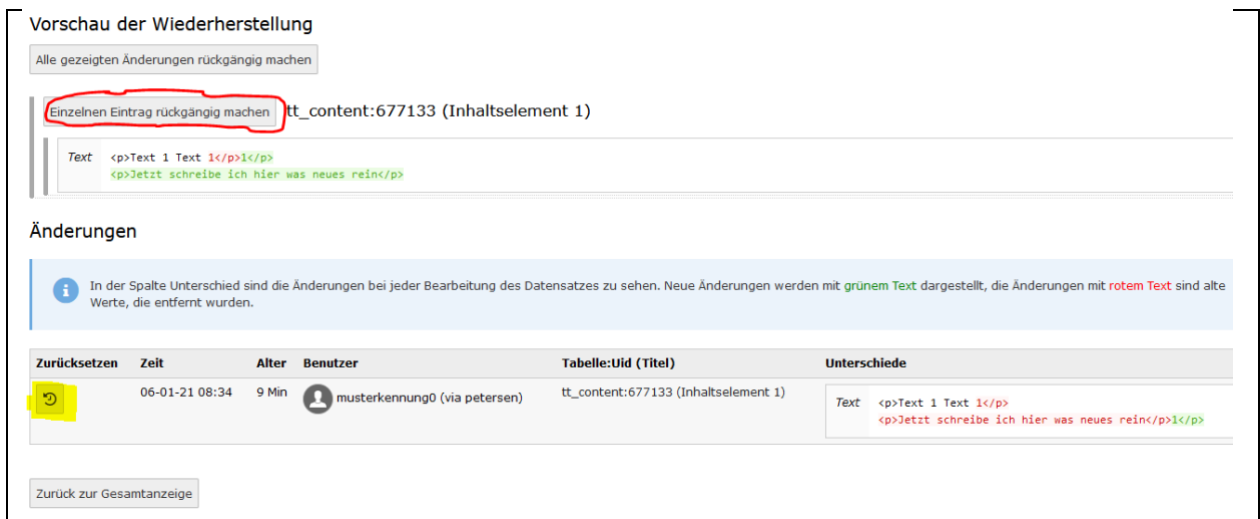 Vorschau der Wiederherstellung
Alle gezeigten Änderungen rückgängig machen
Einzelnen Eintrag rückgängig machen tt_content:677133 (Inhaltselement 1)
Text <p>Text 1 Text 1</p>1</p>
<p>Jetzt schreibe ich hier was neues rein</p>
Änderungen
In der Spalte Unterschied sind die Änderungen bei jeder Bearbeitung des Datensatzes zu sehen. Neue Änderungen werden mit grünem Text dargestellt, die Änderungen mit rotem Text sind alte
Werte, die entfernt wurden.
Zurücksetzen Zeit Alter Benutzer Tabelle:Uid (Titel) Unterschiede
06-01-21 08:34 9 Min musterkennung0 (via petersen) tt_content:677133 (Inhaltselement 1) Text <p>Text 1 Text 1</p>
<p>Jetzt schreibe ich hier was neues rein</p>1</p>
Zurück zur Gesamtanzeige